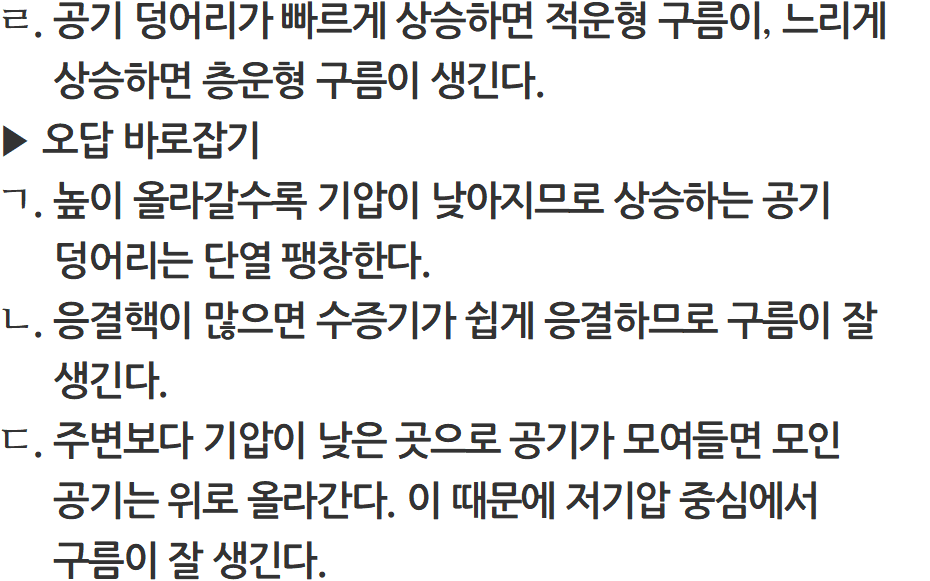 ㄹ. 공기 덩어리가 빠르게 상승하면 적운형 구름이, 느리게
상승하면 층운형 구름이 생긴다.
▶ 오답 바로잡기
ㄱ. 높이 올라갈수록 기압이 낮아지므로 상승하는 공기
덩어리는 단열 팽창한다.
ㄴ. 응결핵이 많으면 수증기가 쉽게 응결하므로 구름이 잘
생긴다.
ㄷ. 주변보다 기압이 낮은 곳으로 공기가 모여들면 모인
공기는 위로 올라간다. 이 때문에 저기압 중심에서
구름이 잘 생긴다.